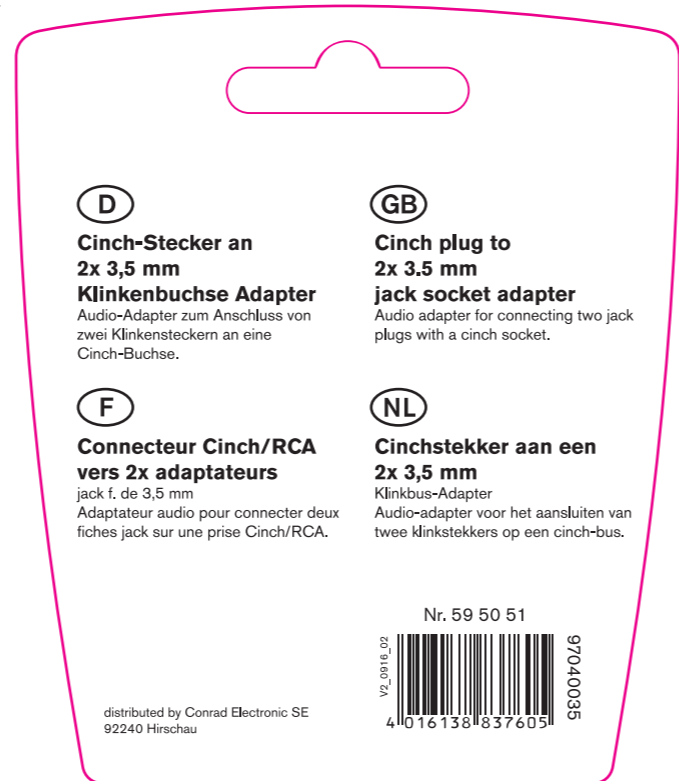 D
Cinch-Stecker an
2x 3,5 mm
Klinkenbuchse Adapter
Audio-Adapter zum Anschluss von
zwei Klinkensteckern an eine
Cinch-Buchse.
GB
Cinch plug to
2x 3.5 mm
jack socket adapter
Audio adapter for connecting two jack
plugs with a cinch socket.
F
Connecteur Cinch/RCA
vers 2x adaptateurs
jack f. de 3,5 mm
Adaptateur audio pour connecter deux
fiches jack sur une prise Cinch/RCA.
NL
Cinchstekker aan een
2x 3,5 mm
Klinkbus-Adapter
Audio-adapter voor het aansluiten van
twee klinkstekkers op een cinch-bus.
Nr. 59 50 51
V2_0916_02
97040035
4 016138 837605
distributed by Conrad Electronic SE
92240 Hirschau